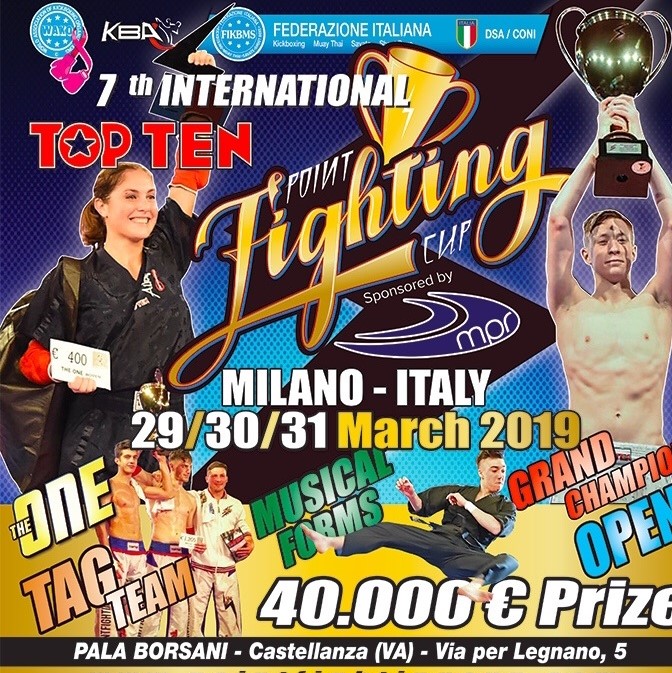 WAKO KBA FIKBMS FEDERAZIONE ITALIANA ITALIA DSA / CONI
Kickboxing Muay Thai
7 th INTERNATIONAL
TOP TEN
POINT
Fighting
CUP
Sponsored by
mpr
€ 400
THE ONE
MILANO - ITALY
29/30/31 March 2019
THE ONE
MUSICAL
FORMS
GRAND
CHAMPIO
OPEN
TAG
TEAM
40.000 € Prize
PALA BORSANI - Castellanza (VA) - Via per Legnano, 5